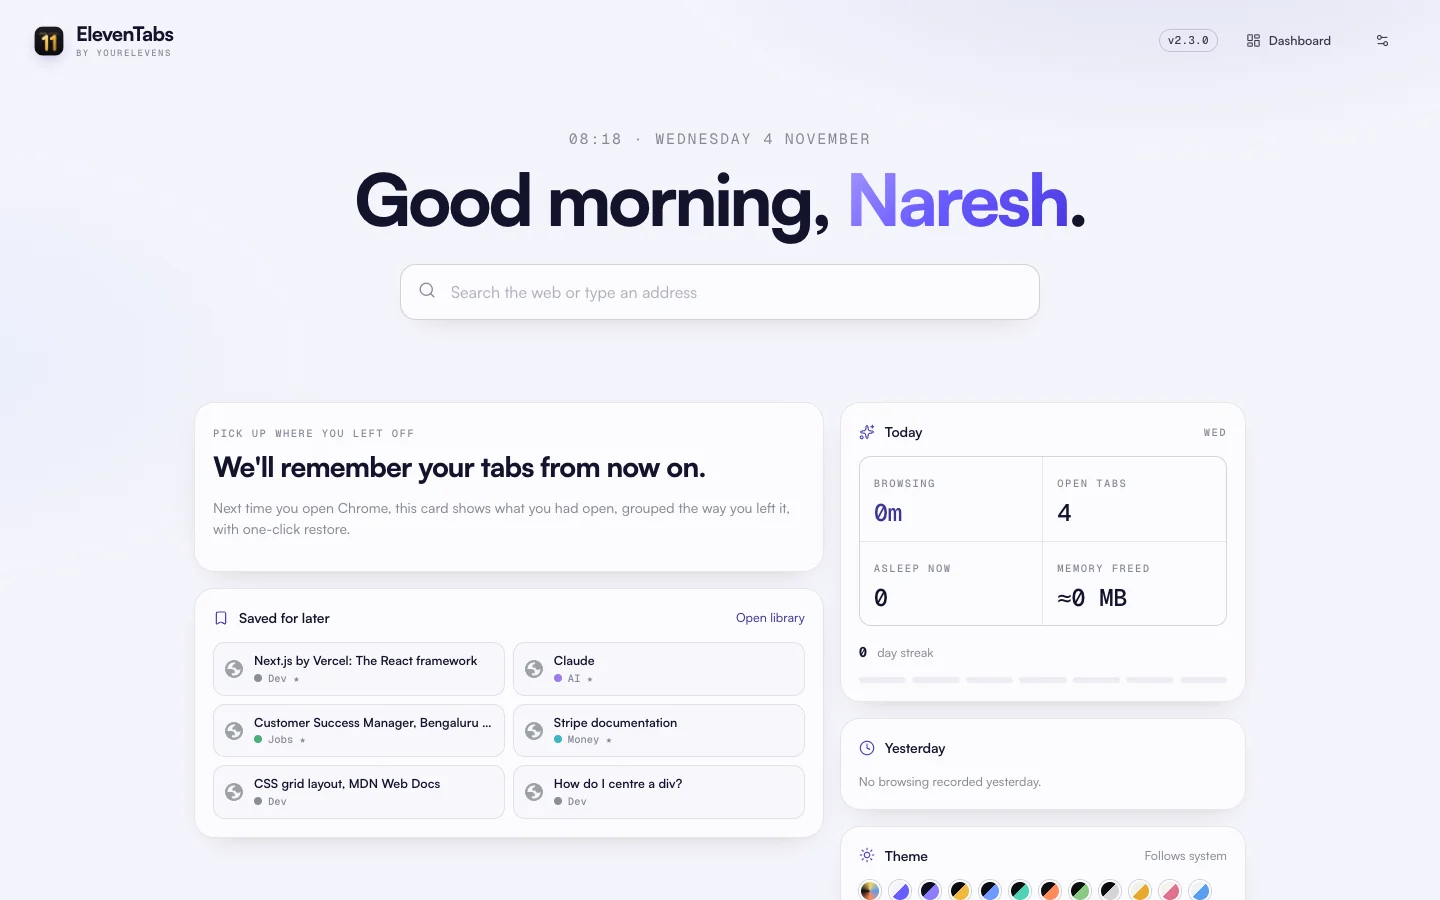 11
ElevenTabs
BY YOURELEVENS
v2.3.0
Dashboard
08:18 · WEDNESDAY 4 NOVEMBER
Good morning, Naresh.
Search the web or type an address
PICK UP WHERE YOU LEFT OFF
We'll remember your tabs from now on.
Next time you open Chrome, this card shows what you had open, grouped the way you left it,
with one-click restore.
Saved for later
Open library
Next.js by Vercel: The React framework
Dev ★
Claude
AI ★
Customer Success Manager, Bengaluru ...
Jobs ★
Stripe documentation
Money ★
CSS grid layout, MDN Web Docs
Dev
How do I centre a div?
Dev
Today
WED
BROWSING
0m
OPEN TABS
4
ASLEEP NOW
0
MEMORY FREED
≈0 MB
0 day streak
Yesterday
No browsing recorded yesterday.
Theme
Follows system